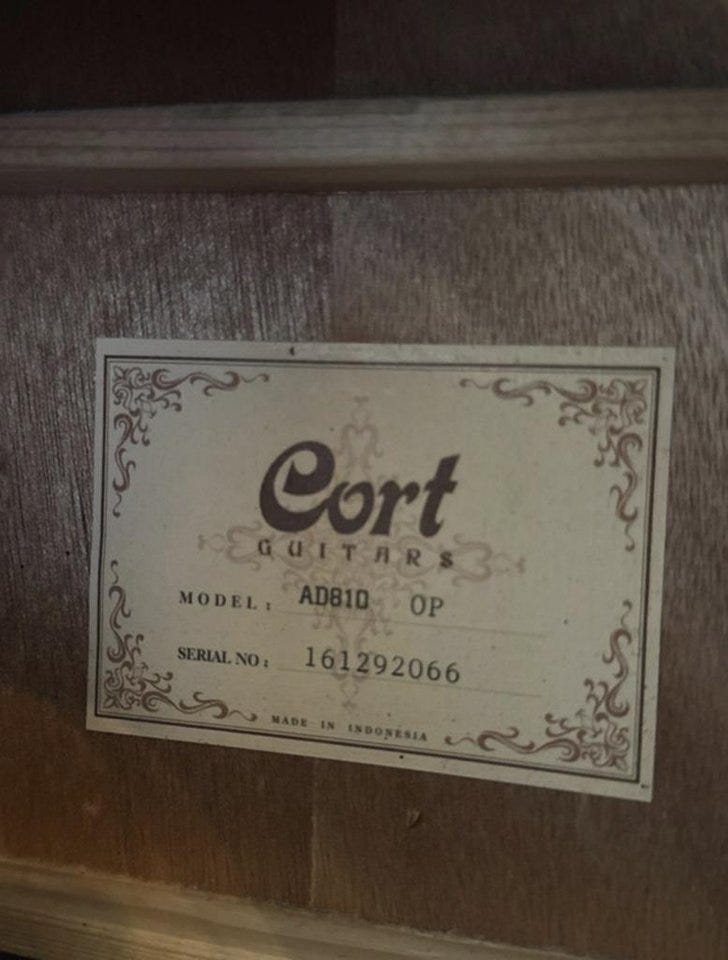 Cort
GUITARS
MODEL: AD810 OP
SERIAL NO: 161292066
MADE IN INDONESIA